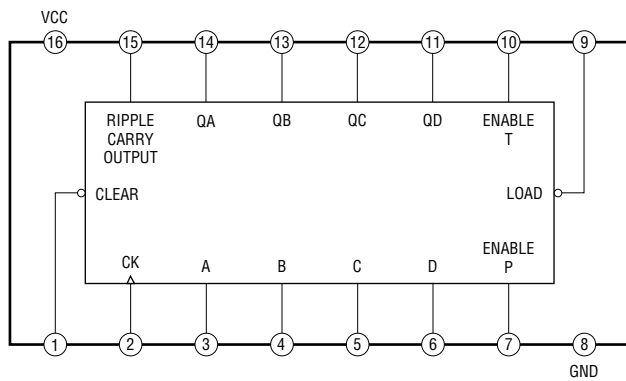 VCC
16 15 14 13 12 11 10 9
RIPPLE CARRY OUTPUT QA QB QC QD ENABLE T
CLEAR LOAD
CK A B C D ENABLE P
1 2 3 4 5 6 7 8
GND